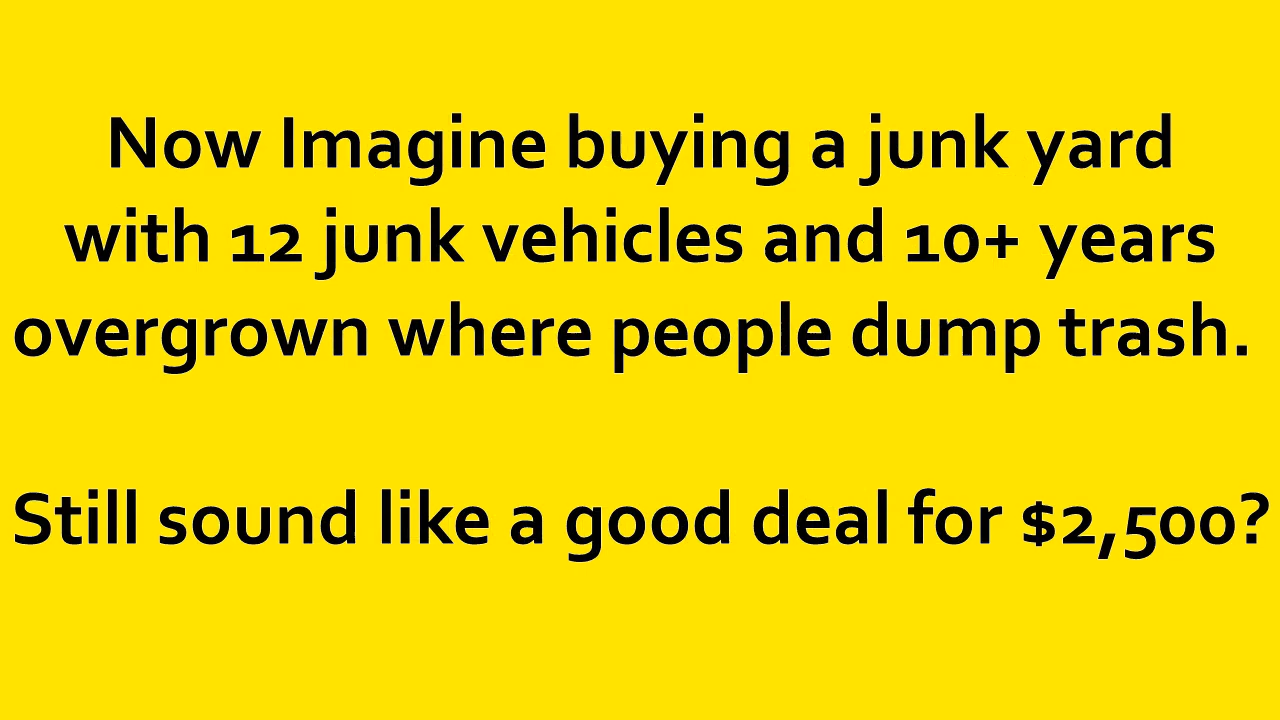 Now Imagine buying a junk yard
with 12 junk vehicles and 10+ years
overgrown where people dump trash.
Still sound like a good deal for $2,500?